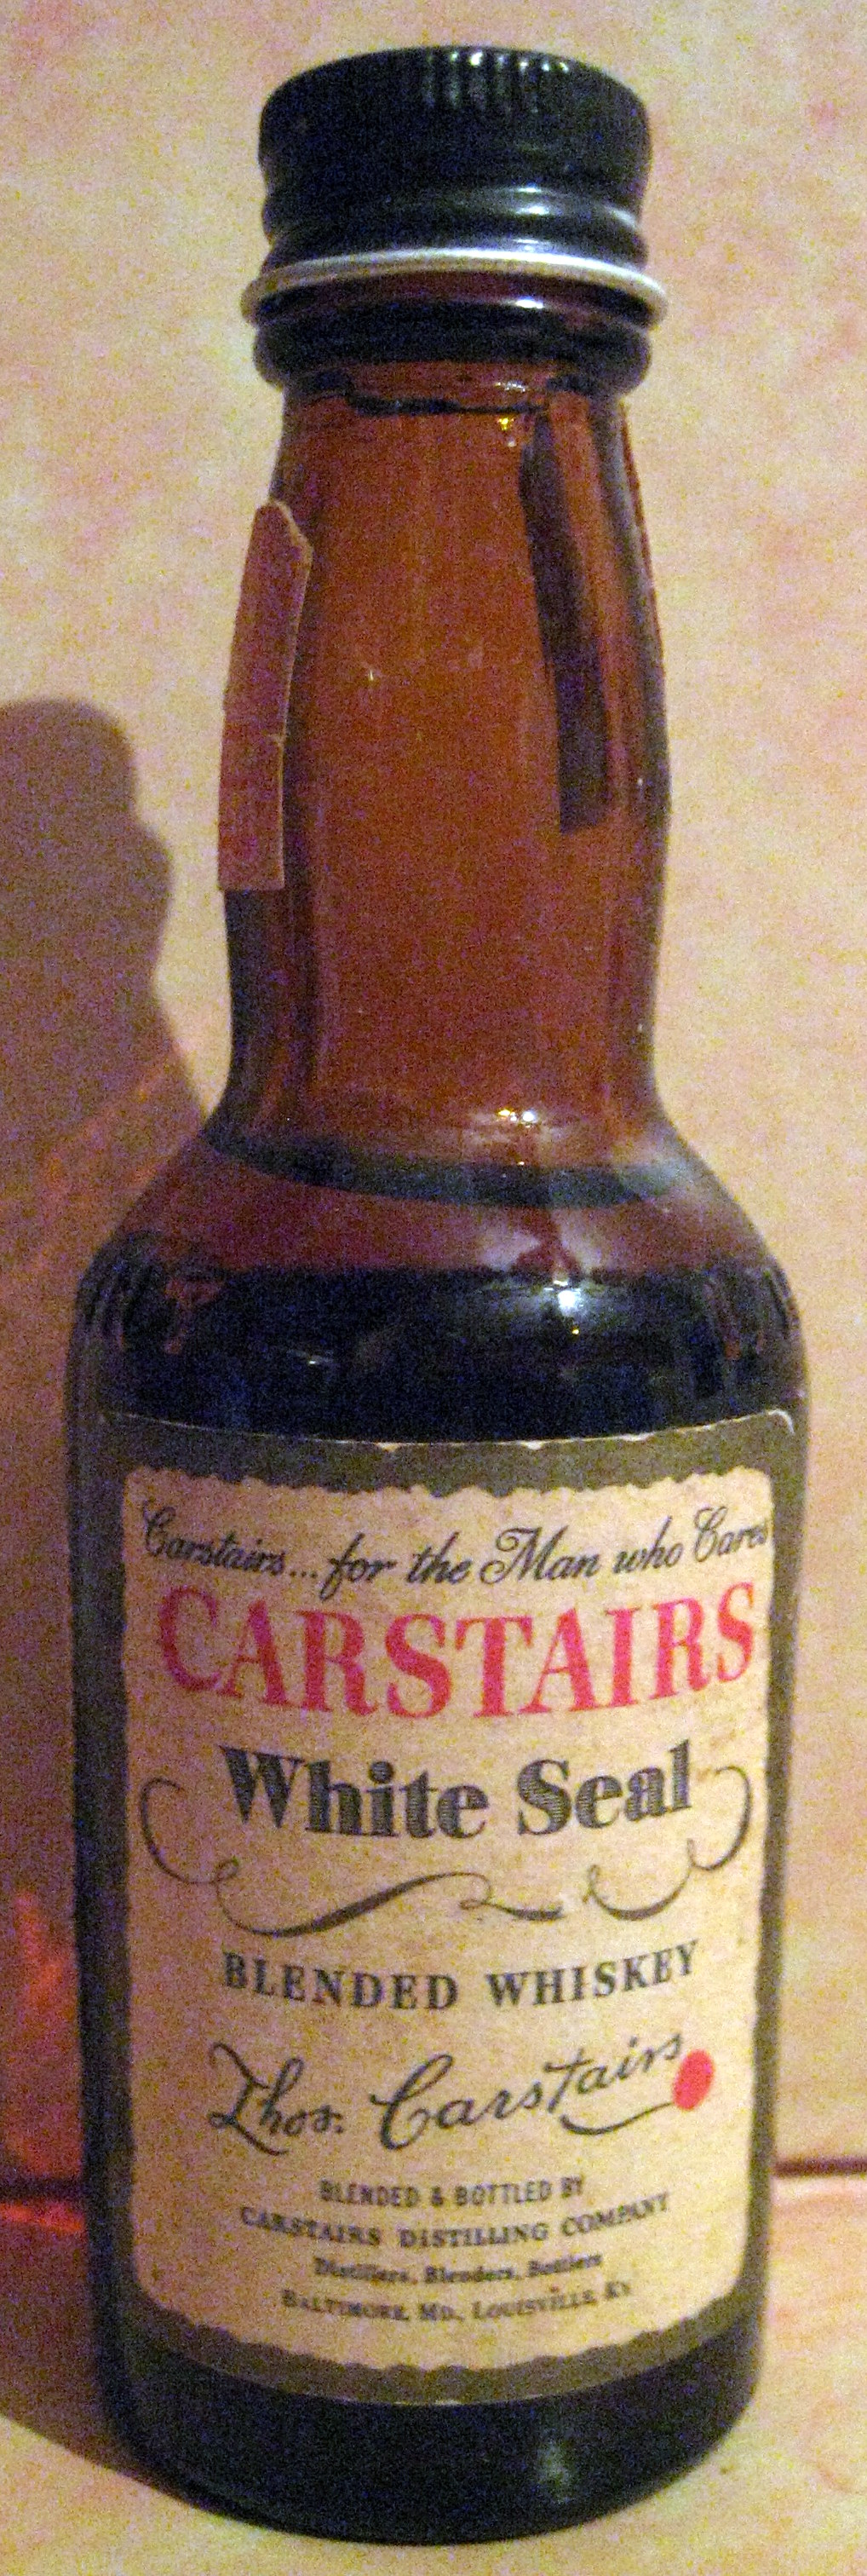 Carstairs... for the Man who Cares
CARSTAIRS
White Seal
BLENDED WHISKEY
Thos. Carstairs
BLENDED & BOTTLED BY
CARSTAIRS DISTILLING COMPANY
Distillers, Blenders, Bottlers
BALTIMORE, MD., LOUISVILLE, KY.